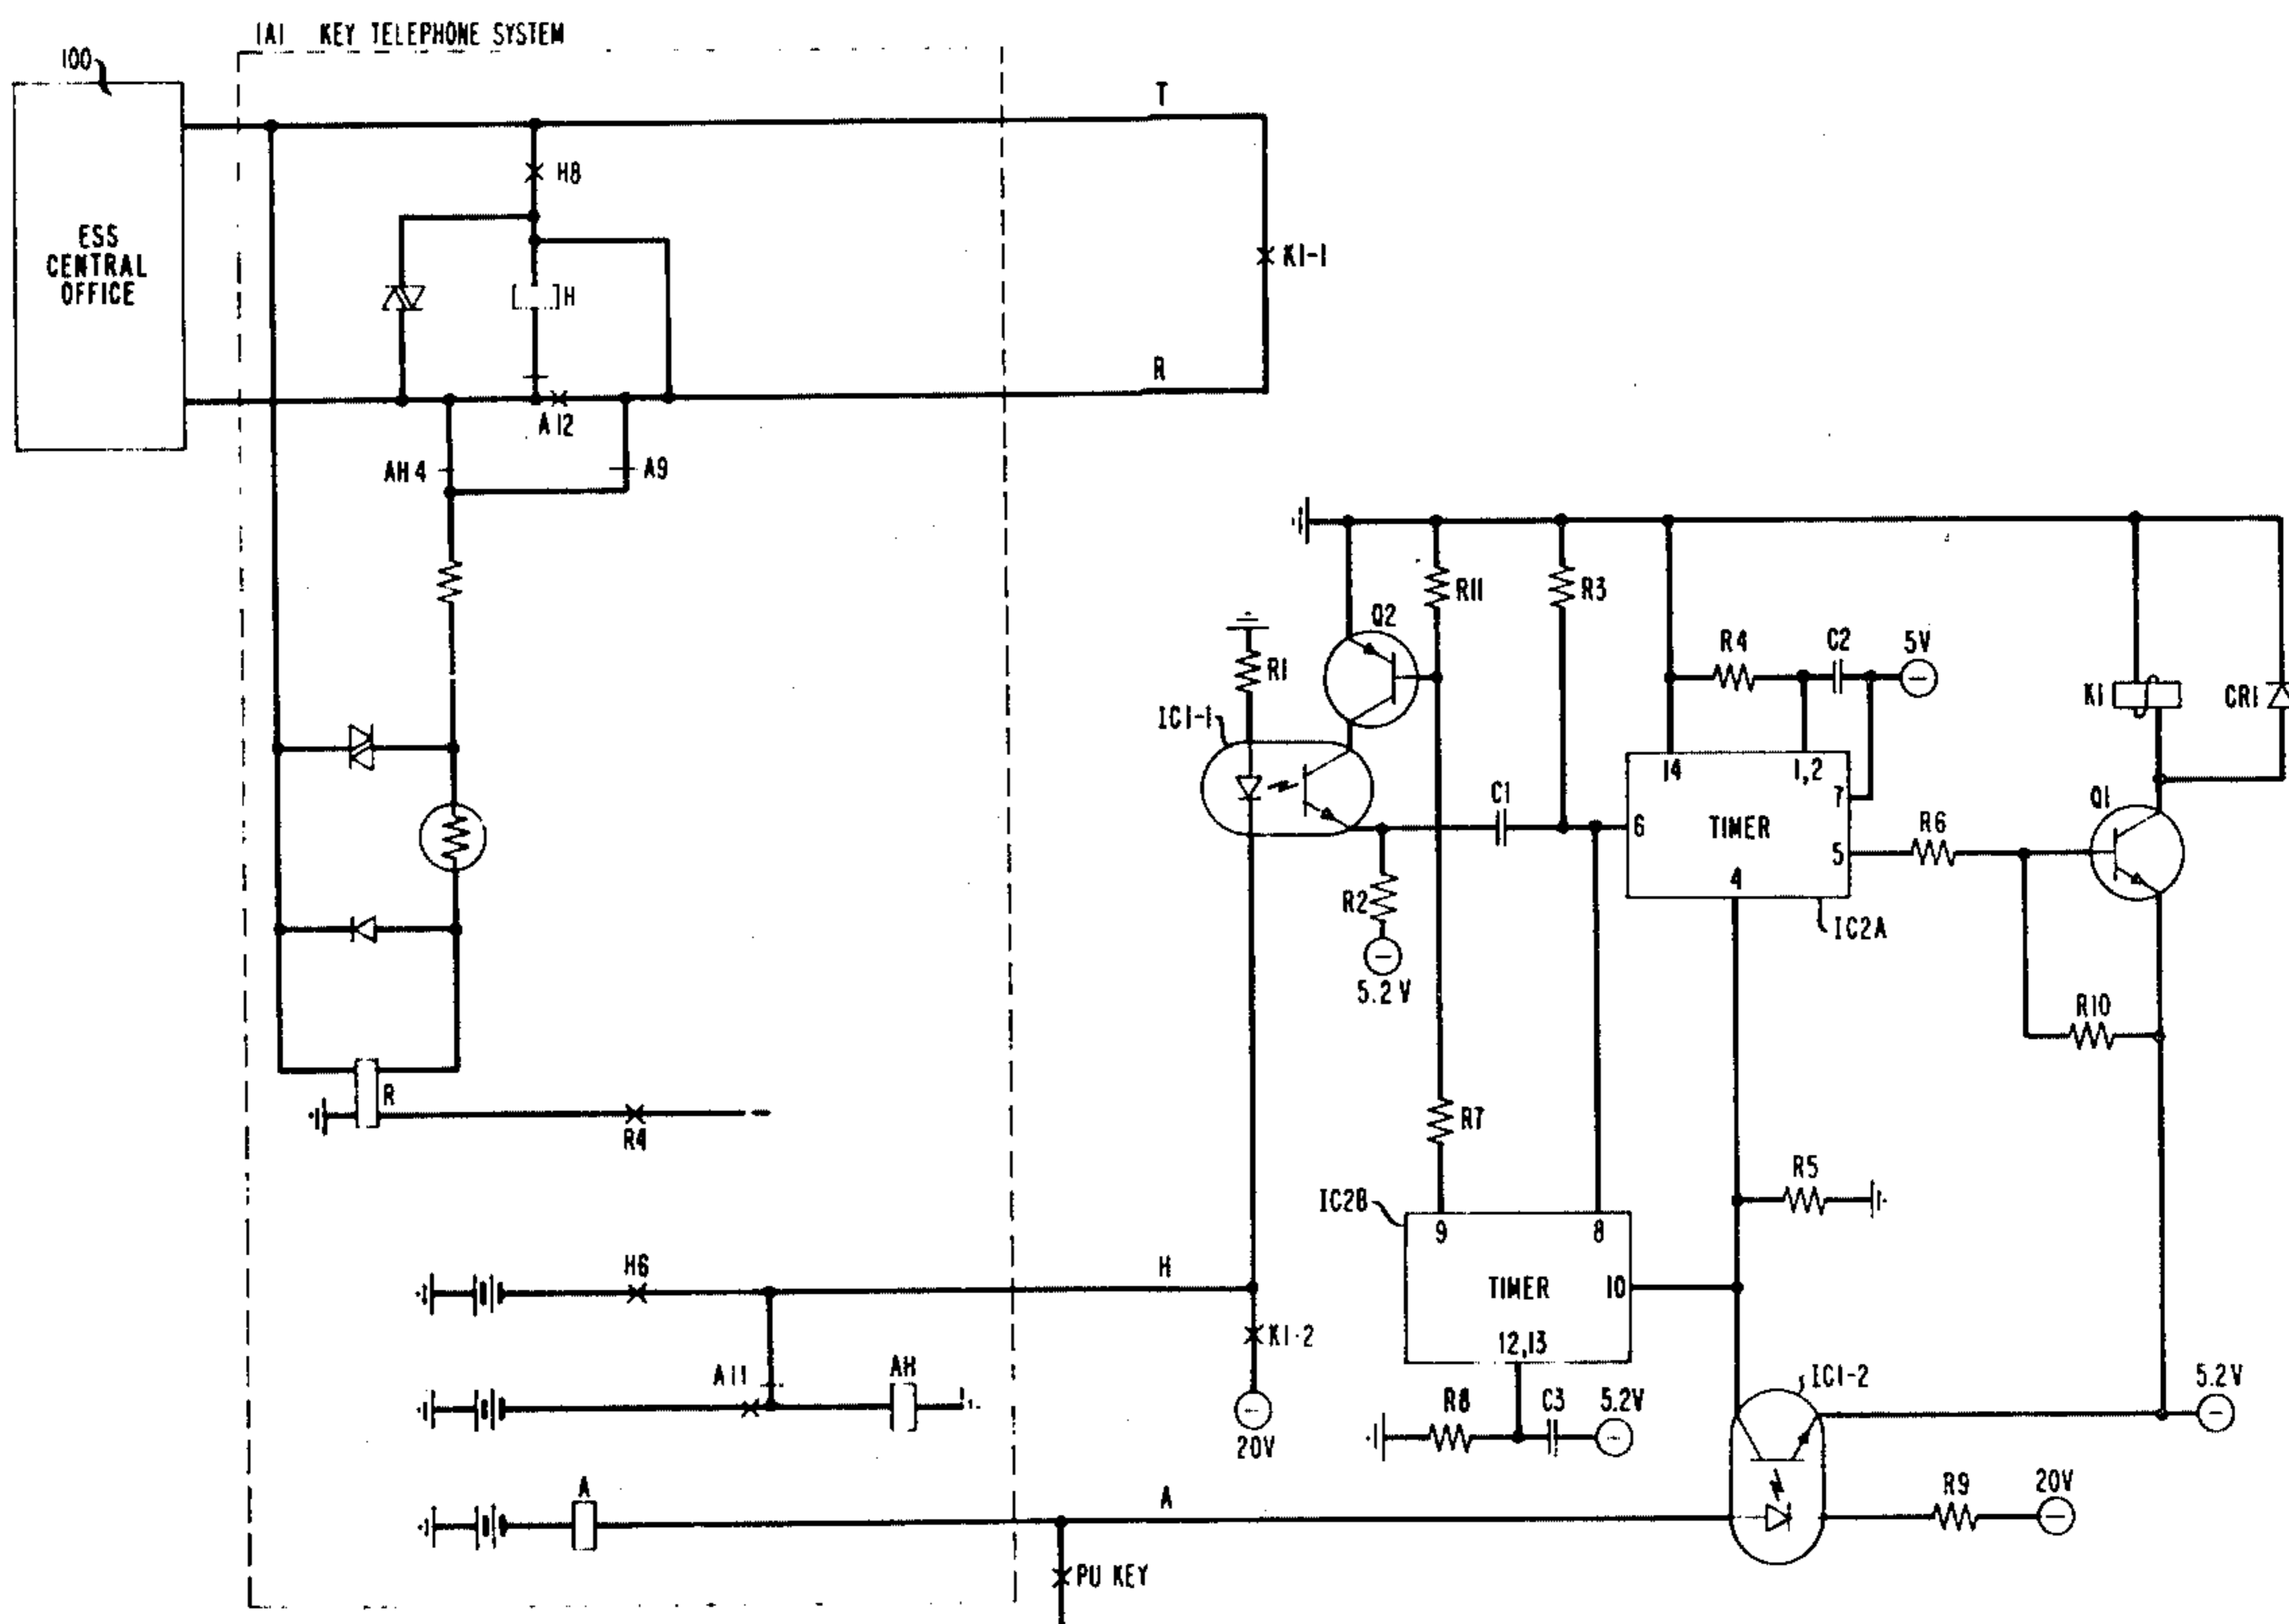 1A1 KEY TELEPHONE SYSTEM
100
T
H8
ESS
CENTRAL
OFFICE
K1-1
H
R
A12
AH4
A9
R11
R3
Q2
R1
R4
C2
5V
IC1-1
K1
CR1
14
1,2
7
C1
6
TIMER
R6
Q1
5
4
R2
IC2A
5.2V
R10
R
R4
R7
R5
IC2B
9
8
H6
H
TIMER
10
K1-2
12,13
A11
AH
IC1-2
R8
C3
5.2V
5.2V
20V
A
A
R9
20V
PU KEY